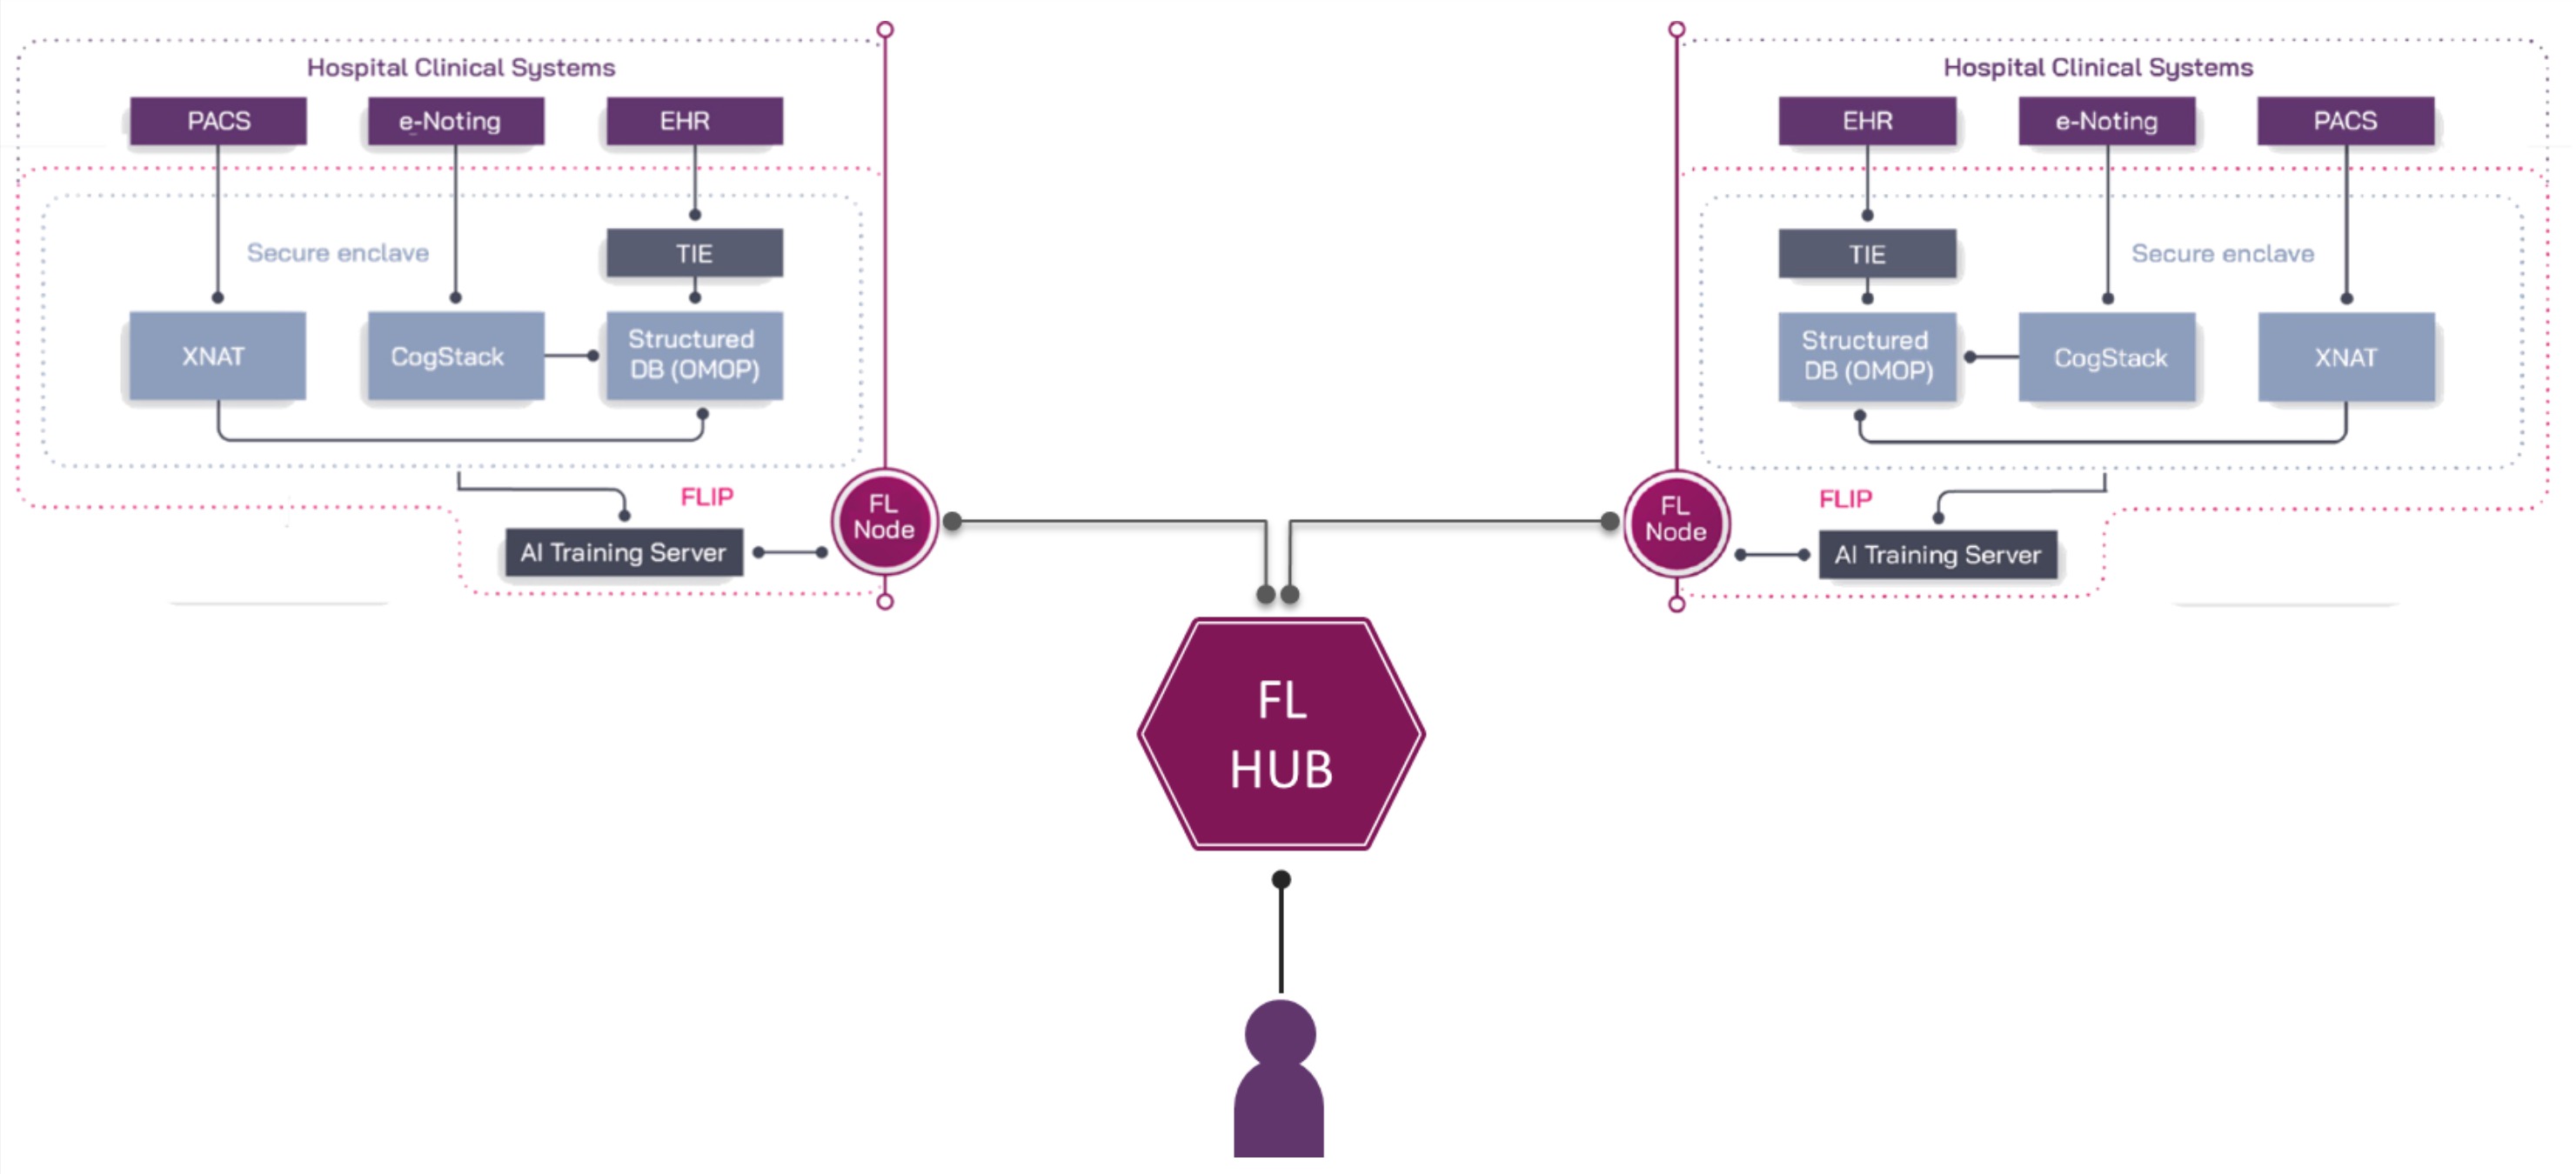 Hospital Clinical Systems
PACS
e-Noting
EHR
Secure enclave
TIE
XNAT
CogStack
Structured
DB (OMOP)
FLIP
AI Training Server
FL
Node
Hospital Clinical Systems
EHR
e-Noting
PACS
TIE
Secure enclave
Structured
DB (OMOP)
CogStack
XNAT
FL
Node
FLIP
AI Training Server
FL
HUB